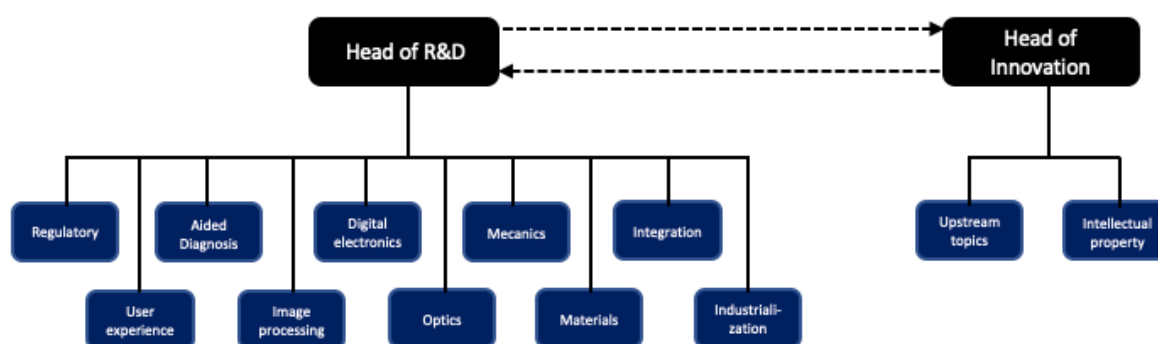 Head of R&D
Head of
Innovation
Regulatory
Aided
Diagnosis
Digital
electronics
Mecanics
Integration
Upstream
topics
Intellectual
property
User
experience
Image
processing
Optics
Materials
Industriali-
zation